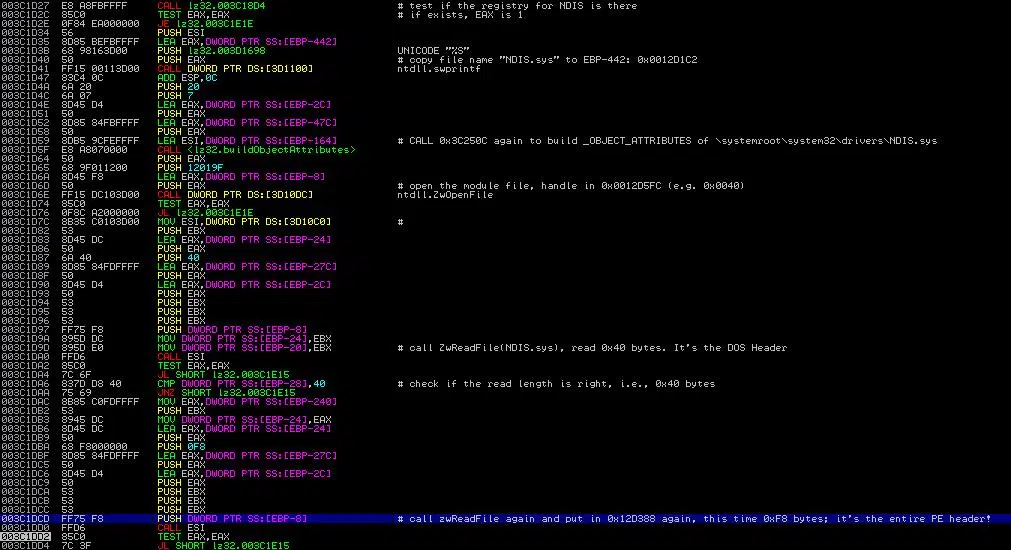 003C1D27 E8 A8FBFFFF CALL lz32.003C18D4 # test if the registry for NDIS is there
003C1D2C 85C0 TEST EAX,EAX # if exists, EAX is 1
003C1D2E 0F84 EA000000 JE lz32.003C1E1E
003C1D34 56 PUSH ESI
003C1D35 8D85 BEFBFFFF LEA EAX,DWORD PTR SS:[EBP-442]
003C1D3B 68 98163D00 PUSH lz32.003D1698 UNICODE "%S"
003C1D40 50 PUSH EAX # copy file name "NDIS.sys" to EBP-442: 0x0012D1C2
003C1D41 FF15 00113D00 CALL DWORD PTR DS:[3D1100] ntdll.swprintf
003C1D47 83C4 0C ADD ESP,0C
003C1D4A 6A 20 PUSH 20
003C1D4C 6A 07 PUSH 7
003C1D4E 8D45 D4 LEA EAX,DWORD PTR SS:[EBP-2C]
003C1D51 50 PUSH EAX
003C1D52 8D85 84FBFFFF LEA EAX,DWORD PTR SS:[EBP-47C]
003C1D58 50 PUSH EAX
003C1D59 8DB5 9CFEFFFF LEA ESI,DWORD PTR SS:[EBP-164] # CALL 0x3C250C again to build _OBJECT_ATTRIBUTES of \systemroot\system32\drivers\NDIS.sys
003C1D5F E8 A8070000 CALL <lz32.buildObjectAttributes>
003C1D64 50 PUSH EAX
003C1D65 68 9F011200 PUSH 12019F
003C1D6A 8D45 F8 LEA EAX,DWORD PTR SS:[EBP-8]
003C1D6D 50 PUSH EAX # open the module file, handle in 0x0012D5FC (e.g. 0x0040)
003C1D6E FF15 DC103D00 CALL DWORD PTR DS:[3D10DC] ntdll.ZwOpenFile
003C1D74 85C0 TEST EAX,EAX
003C1D76 0F8C A2000000 JL lz32.003C1E1E
003C1D7C 8B35 C0103D00 MOV ESI,DWORD PTR DS:[3D10C0] #
003C1D82 53 PUSH EBX
003C1D83 8D45 DC LEA EAX,DWORD PTR SS:[EBP-24]
003C1D86 50 PUSH EAX
003C1D87 6A 40 PUSH 40
003C1D89 8D85 84FDFFFF LEA EAX,DWORD PTR SS:[EBP-27C]
003C1D8F 50 PUSH EAX
003C1D90 8D45 D4 LEA EAX,DWORD PTR SS:[EBP-2C]
003C1D93 50 PUSH EAX
003C1D94 53 PUSH EBX
003C1D95 53 PUSH EBX
003C1D96 53 PUSH EBX
003C1D97 FF75 F8 PUSH DWORD PTR SS:[EBP-8]
003C1D9A 895D DC MOV DWORD PTR SS:[EBP-24],EBX
003C1D9D 895D E0 MOV DWORD PTR SS:[EBP-20],EBX # call ZwReadFile(NDIS.sys), read 0x40 bytes. It's the DOS Header
003C1DA0 FFD6 CALL ESI
003C1DA2 85C0 TEST EAX,EAX
003C1DA4 7C 6F JL SHORT lz32.003C1E15
003C1DA6 837D D8 40 CMP DWORD PTR SS:[EBP-28],40 # check if the read length is right, i.e., 0x40 bytes
003C1DAA 75 69 JNZ SHORT lz32.003C1E15
003C1DAC 8B85 C0FDFFFF MOV EAX,DWORD PTR SS:[EBP-240]
003C1DB2 53 PUSH EBX
003C1DB3 8945 DC MOV DWORD PTR SS:[EBP-24],EAX
003C1DB6 8D45 DC LEA EAX,DWORD PTR SS:[EBP-24]
003C1DB9 50 PUSH EAX
003C1DBA 68 F8000000 PUSH 0F8
003C1DBF 8D85 84FDFFFF LEA EAX,DWORD PTR SS:[EBP-27C]
003C1DC5 50 PUSH EAX
003C1DC6 8D45 D4 LEA EAX,DWORD PTR SS:[EBP-2C]
003C1DC9 50 PUSH EAX
003C1DCA 53 PUSH EBX
003C1DCB 53 PUSH EBX
003C1DCC 53 PUSH EBX
003C1DCD FF75 F8 PUSH DWORD PTR SS:[EBP-8] # call zwReadFile again and put in 0x12D388 again, this time 0xF8 bytes; it's the entire PE header!
003C1DD0 FFD6 CALL ESI
003C1DD2 85C0 TEST EAX,EAX
003C1DD4 7C 3F JL SHORT lz32.003C1E15